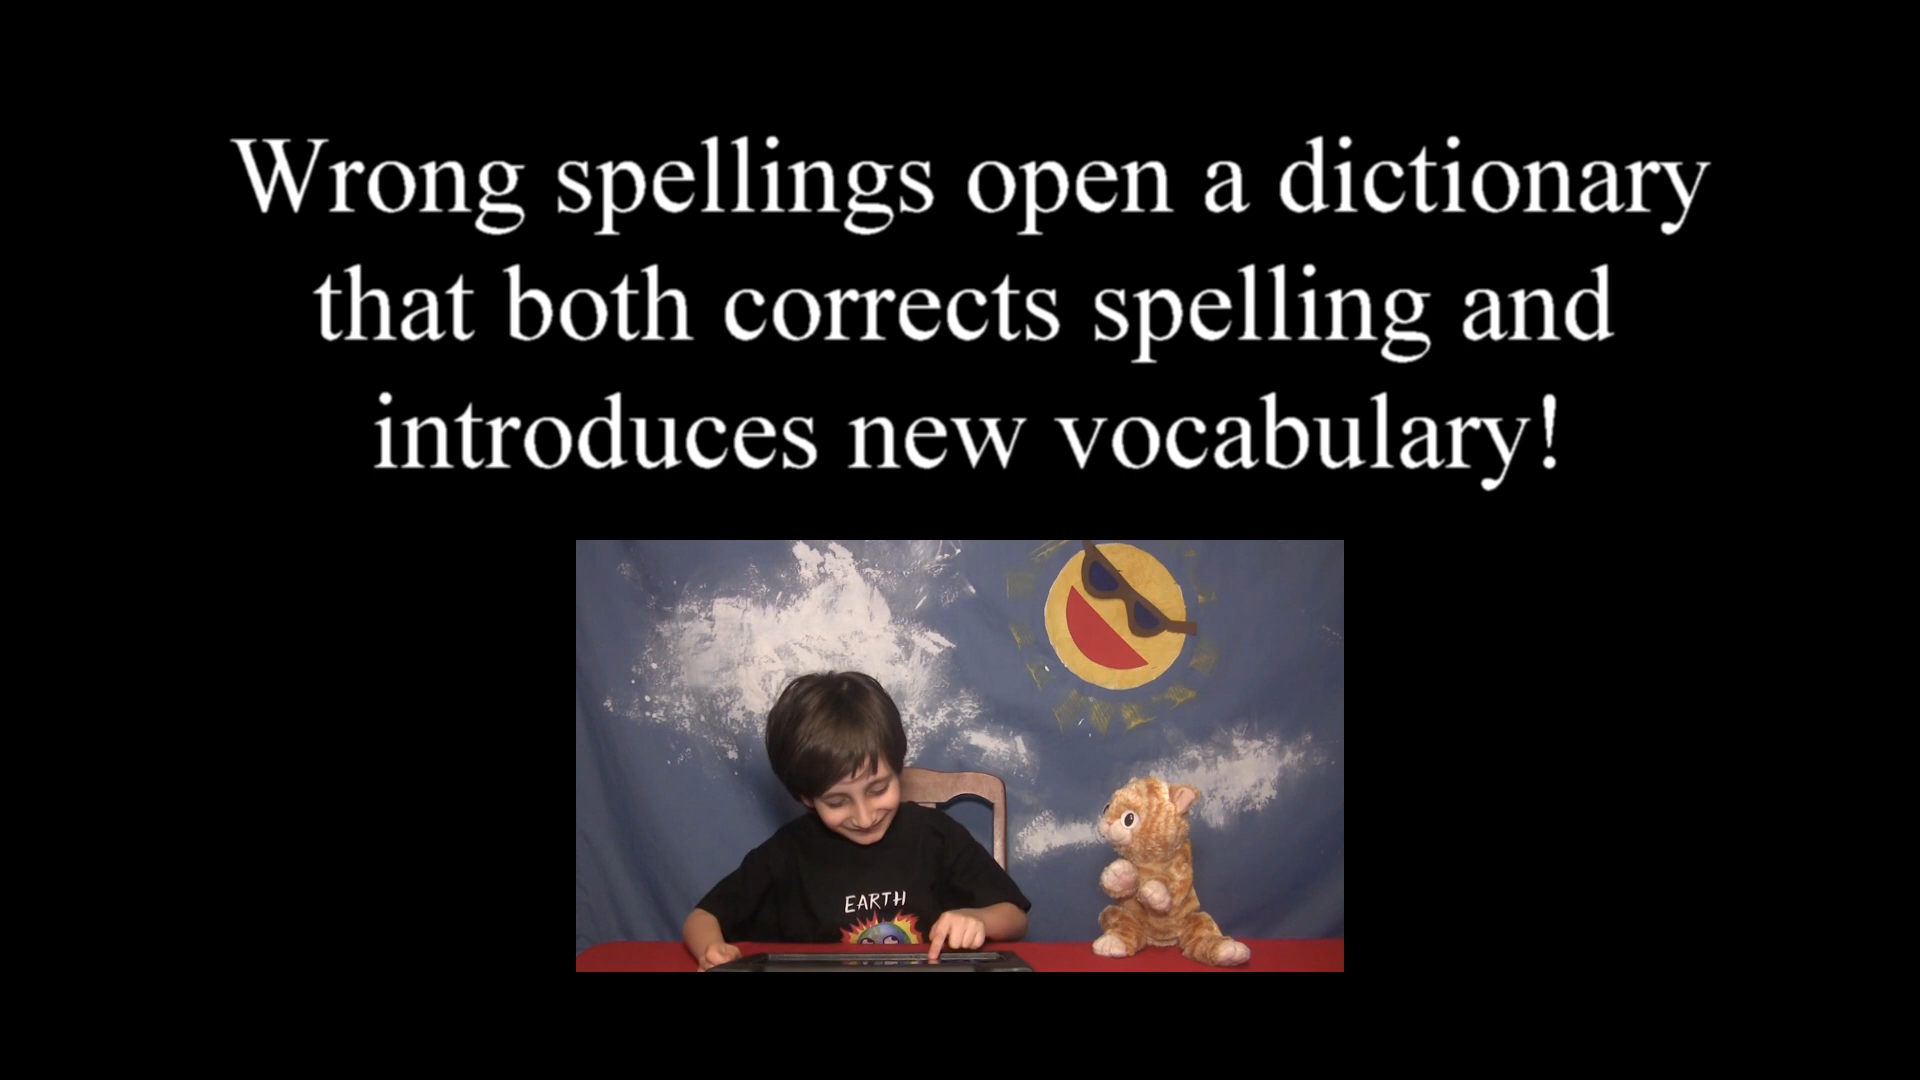 Wrong spellings open a dictionary
that both corrects spelling and
introduces new vocabulary!
EARTH